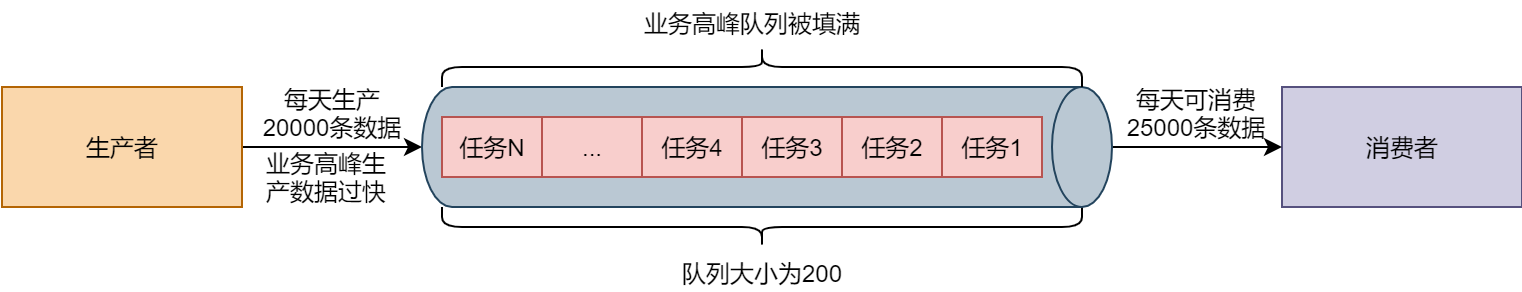 业务高峰队列被填满
生产者
每天生产
20000条数据
业务高峰生
产数据过快
任务N
...
任务4
任务3
任务2
任务1
每天可消费
25000条数据
消费者
队列大小为200